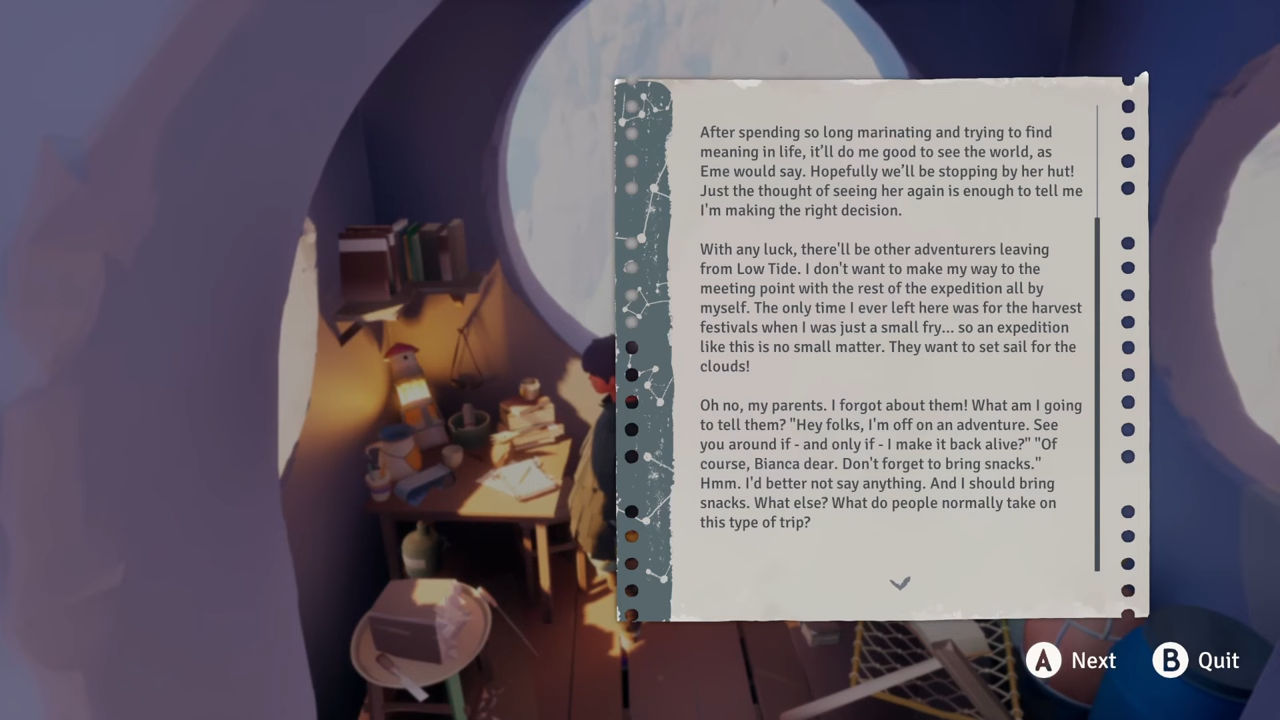 After spending so long marinating and trying to find
meaning in life, it’ll do me good to see the world, as
Eme would say. Hopefully we’ll be stopping by her hut!
Just the thought of seeing her again is enough to tell me
I'm making the right decision.
With any luck, there'll be other adventurers leaving
from Low Tide. I don't want to make my way to the
meeting point with the rest of the expedition all by
myself. The only time I ever left here was for the harvest
festivals when I was just a small fry... so an expedition
like this is no small matter. They want to set sail for the
clouds!
Oh no, my parents. I forgot about them! What am I going
to tell them? "Hey folks, I'm off on an adventure. See
you around if - and only if - I make it back alive?" "Of
course, Bianca dear. Don't forget to bring snacks."
Hmm. I'd better not say anything. And I should bring
snacks. What else? What do people normally take on
this type of trip?
A Next B Quit